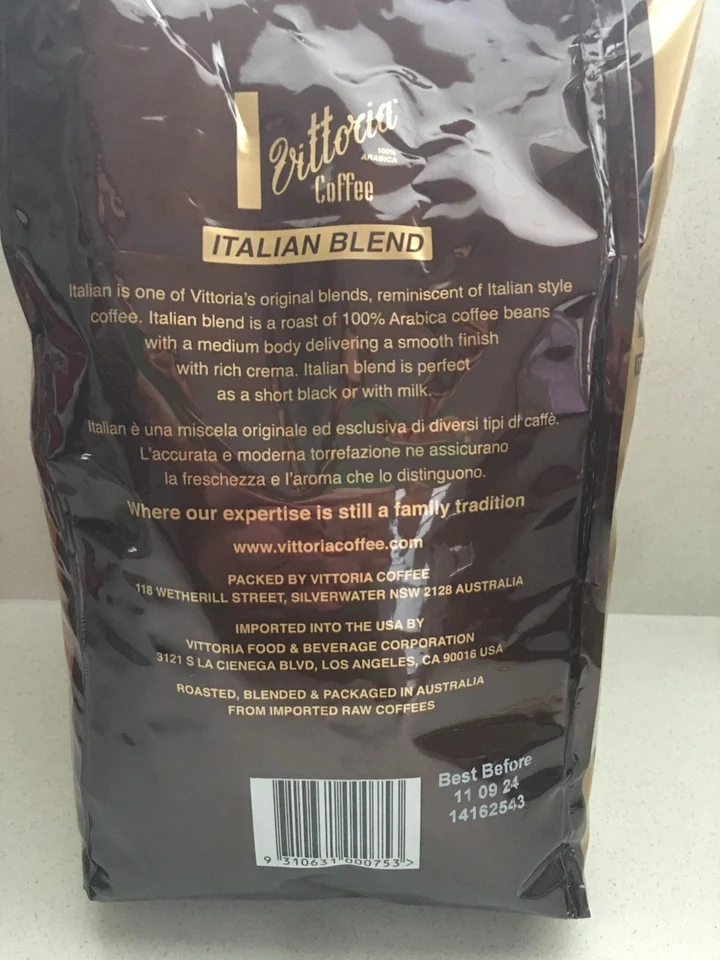 Vittoria
100%
ARABICA
Coffee
ITALIAN BLEND
Italian is one of Vittoria's original blends, reminiscent of Italian style
coffee. Italian blend is a roast of 100% Arabica coffee beans
with a medium body delivering a smooth finish
with rich crema. Italian blend is perfect
as a short black or with milk.
Italian è una miscela originale ed esclusiva di diversi tipi di caffè.
L'accurata e moderna torrefazione ne assicurano
la freschezza e l'aroma che lo distinguono.
Where our expertise is still a family tradition
www.vittoriacoffee.com
PACKED BY VITTORIA COFFEE
118 WETHERILL STREET, SILVERWATER NSW 2128 AUSTRALIA
IMPORTED INTO THE USA BY
VITTORIA FOOD & BEVERAGE CORPORATION
3121 S LA CIENEGA BLVD, LOS ANGELES, CA 90016 USA
ROASTED, BLENDED & PACKAGED IN AUSTRALIA
FROM IMPORTED RAW COFFEES
Best Before
11 09 24
14162543
9 310631 000753 >